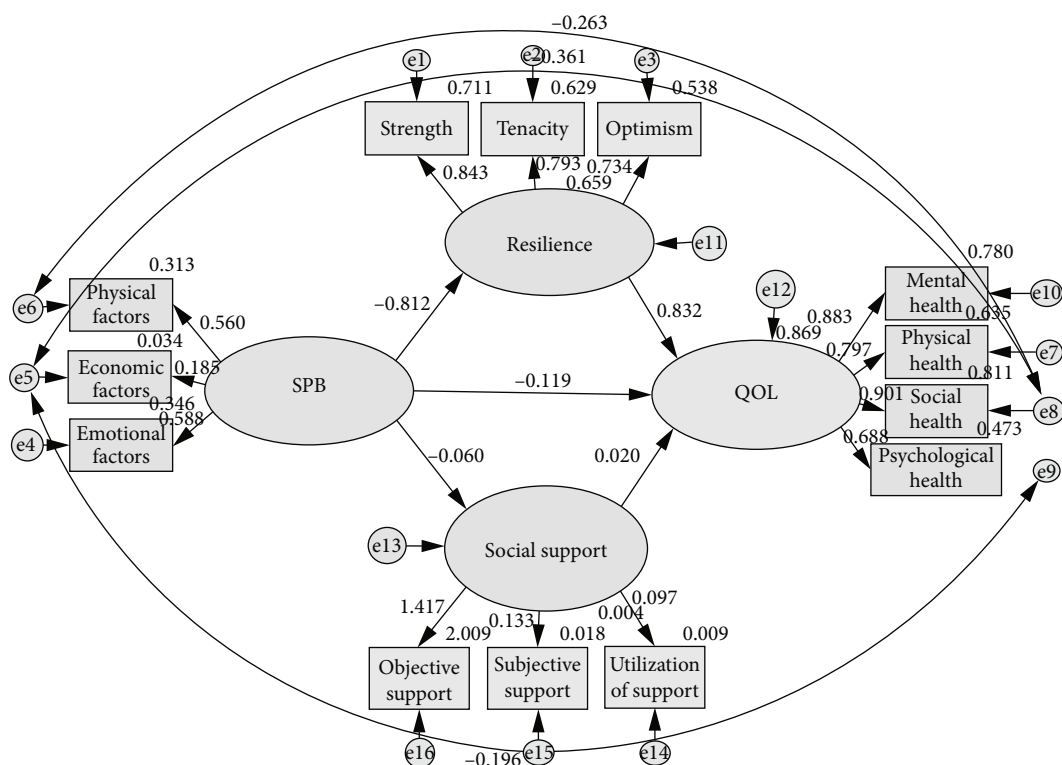 –0.263
e1
e2
0.361
e3
0.711
0.629
0.538
Strength
Tenacity
Optimism
0.843
0.793
0.734
0.659
Resilience
e11
0.313
e6
Physical
factors
0.560
–0.812
0.832
e12
0.780
Mental
health
e10
0.883
0.869
0.635
0.034
e5
Economic
factors
0.185
SPB
–0.119
QOL
0.797
Physical
health
e7
0.811
0.346
0.588
e4
Emotional
factors
0.901
Social
health
e8
0.473
0.688
Psychological
health
e9
–0.060
0.020
e13
Social support
1.417
0.133
0.004
0.097
2.009
0.018
0.009
Objective
support
Subjective
support
Utilization
of support
e16
e15
e14
–0.196